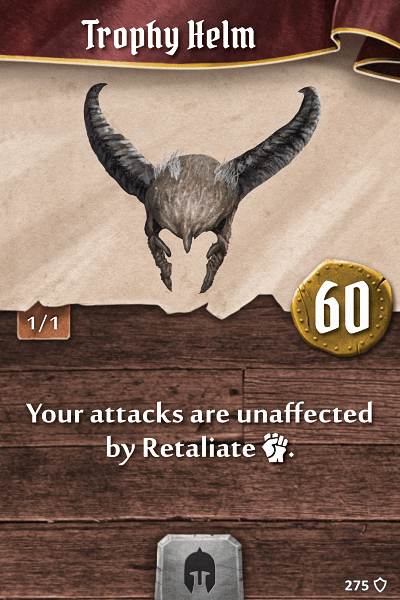 Trophy Helm
1/1
60
Your attacks are unaffected
by Retaliate.
275